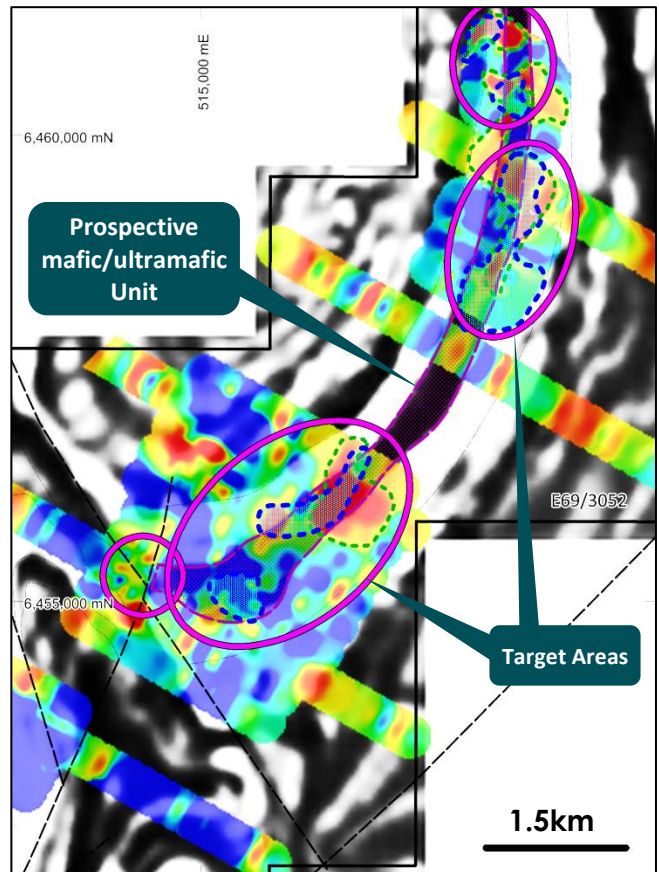 515,000 mE
6,460,000 mN
Prospective
mafic/ultramafic
Unit
E69/3052
6,455,000 mN
Target Areas
1.5km